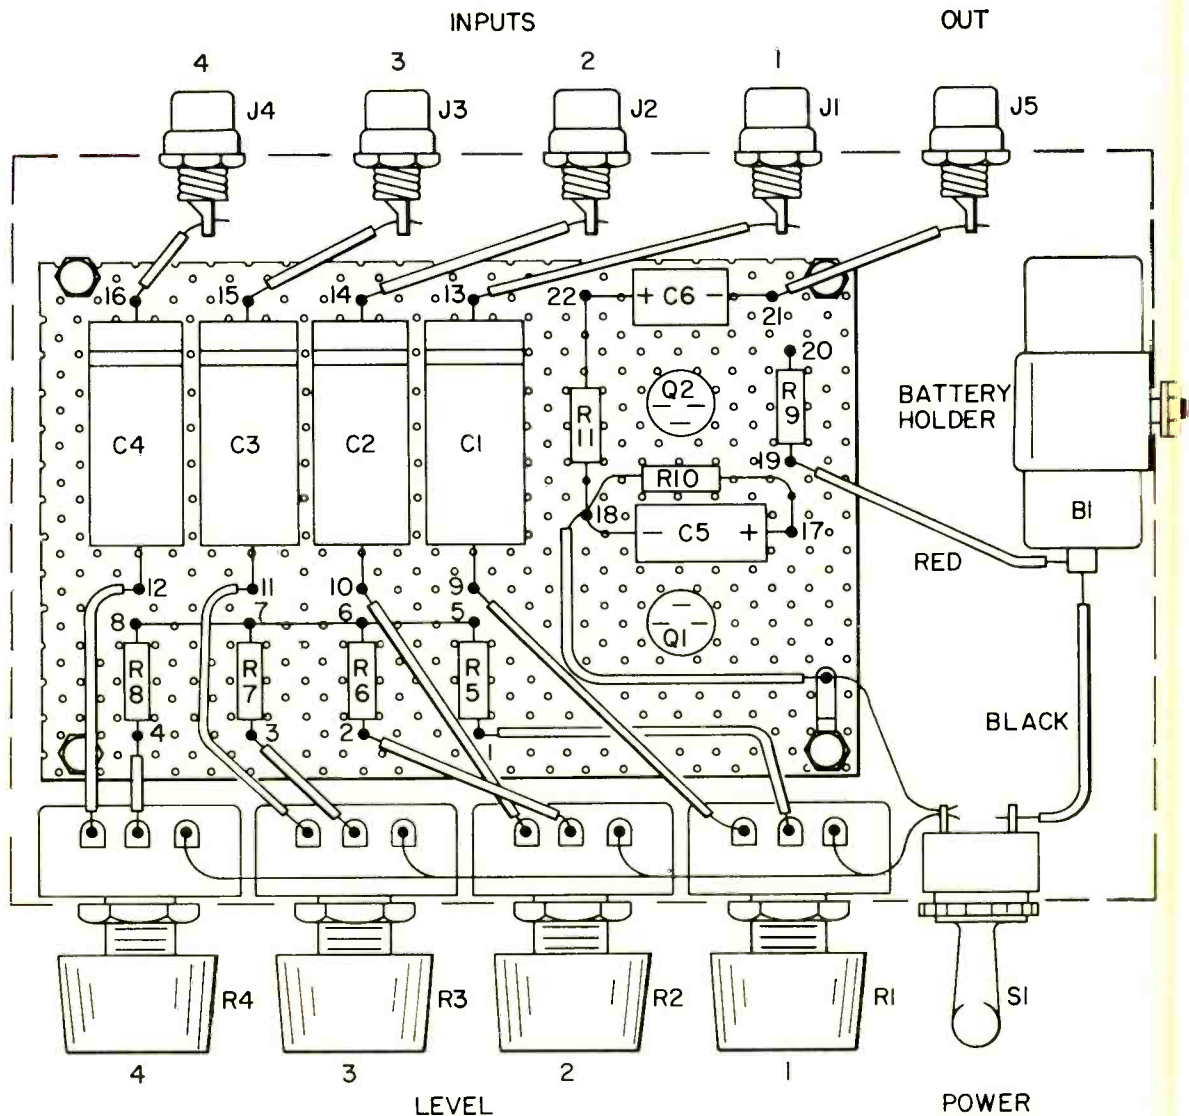 INPUTS OUT
4 3 2 1
J4 J3 J2 J1 J5
16 15 14 13 22 + C6 − 21
20
Q2 R9
BATTERY HOLDER
C4 C3 C2 C1 R11
19
R10
18 − C5 + 17
B1
RED
12 11 10 9
8 7 6 5
Q1
R8 R7 R6 R5
BLACK
4 3 2 1
R4 R3 R2 R1 S1
4 3 2 1
LEVEL POWER